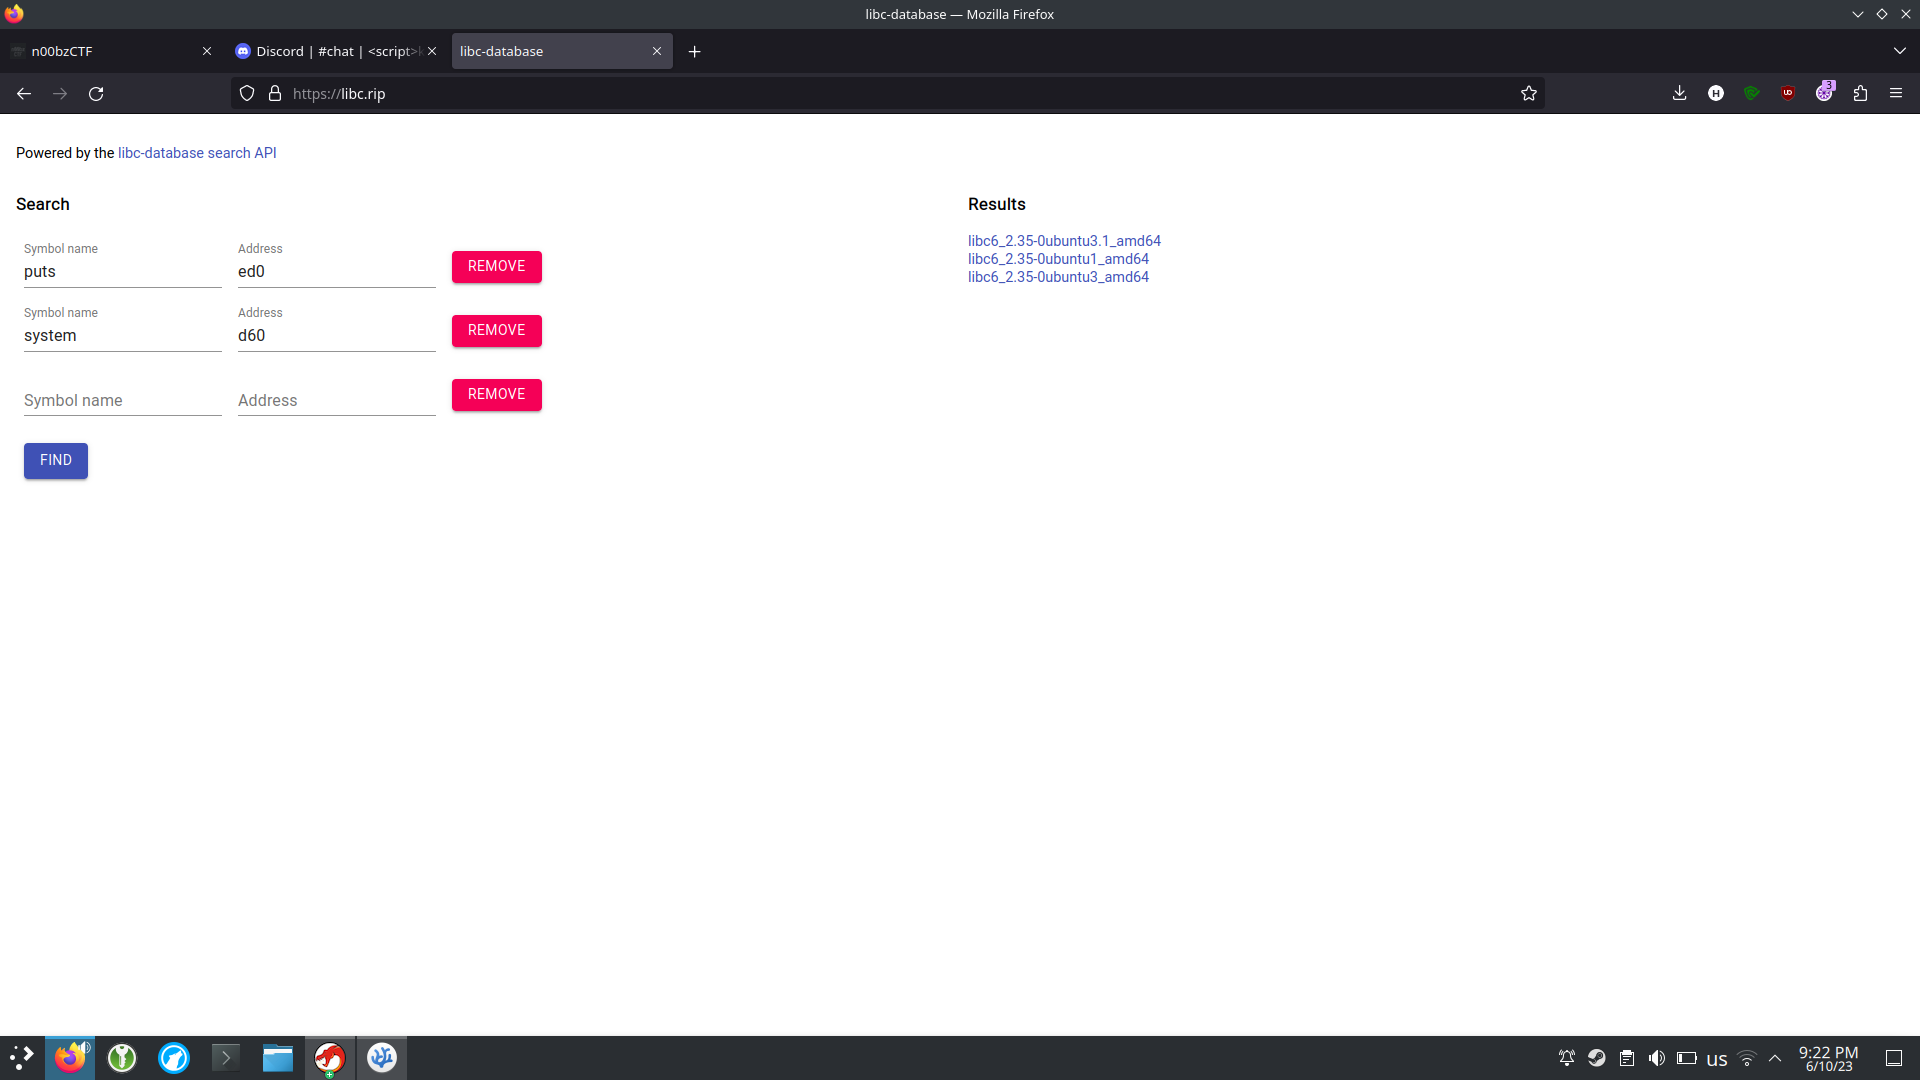 libc-database — Mozilla Firefox
n00bzCTF
Discord | #chat | <script>
libc-database
https://libc.rip
Powered by the libc-database search API
Search
Results
Symbol name Address
puts ed0 REMOVE
Symbol name Address
system d60 REMOVE
Symbol name Address REMOVE
FIND
libc6_2.35-0ubuntu3.1_amd64
libc6_2.35-0ubuntu1_amd64
libc6_2.35-0ubuntu3_amd64
us
9:22 PM
6/10/23